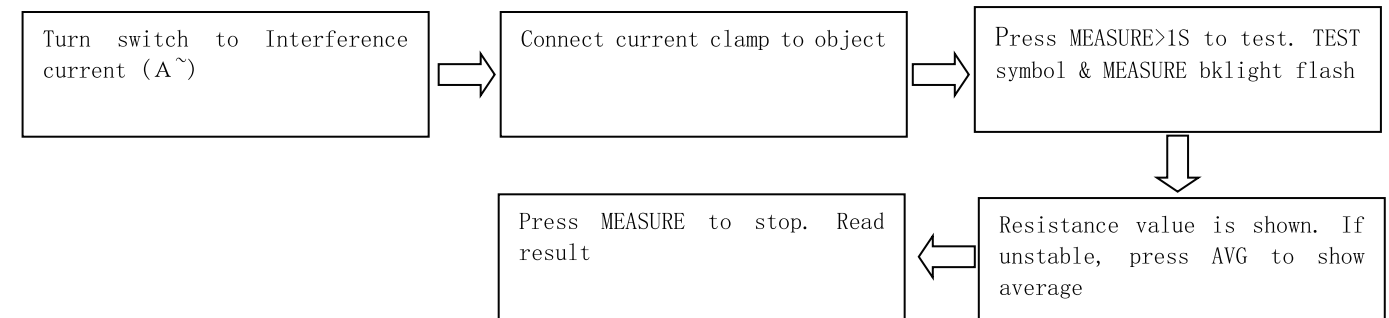 Turn switch to Interference
current (A~)
Connect current clamp to object
Press MEASURE>1S to test. TEST
symbol & MEASURE bklight flash
Resistance value is shown. If
unstable, press AVG to show
average
Press MEASURE to stop. Read
result